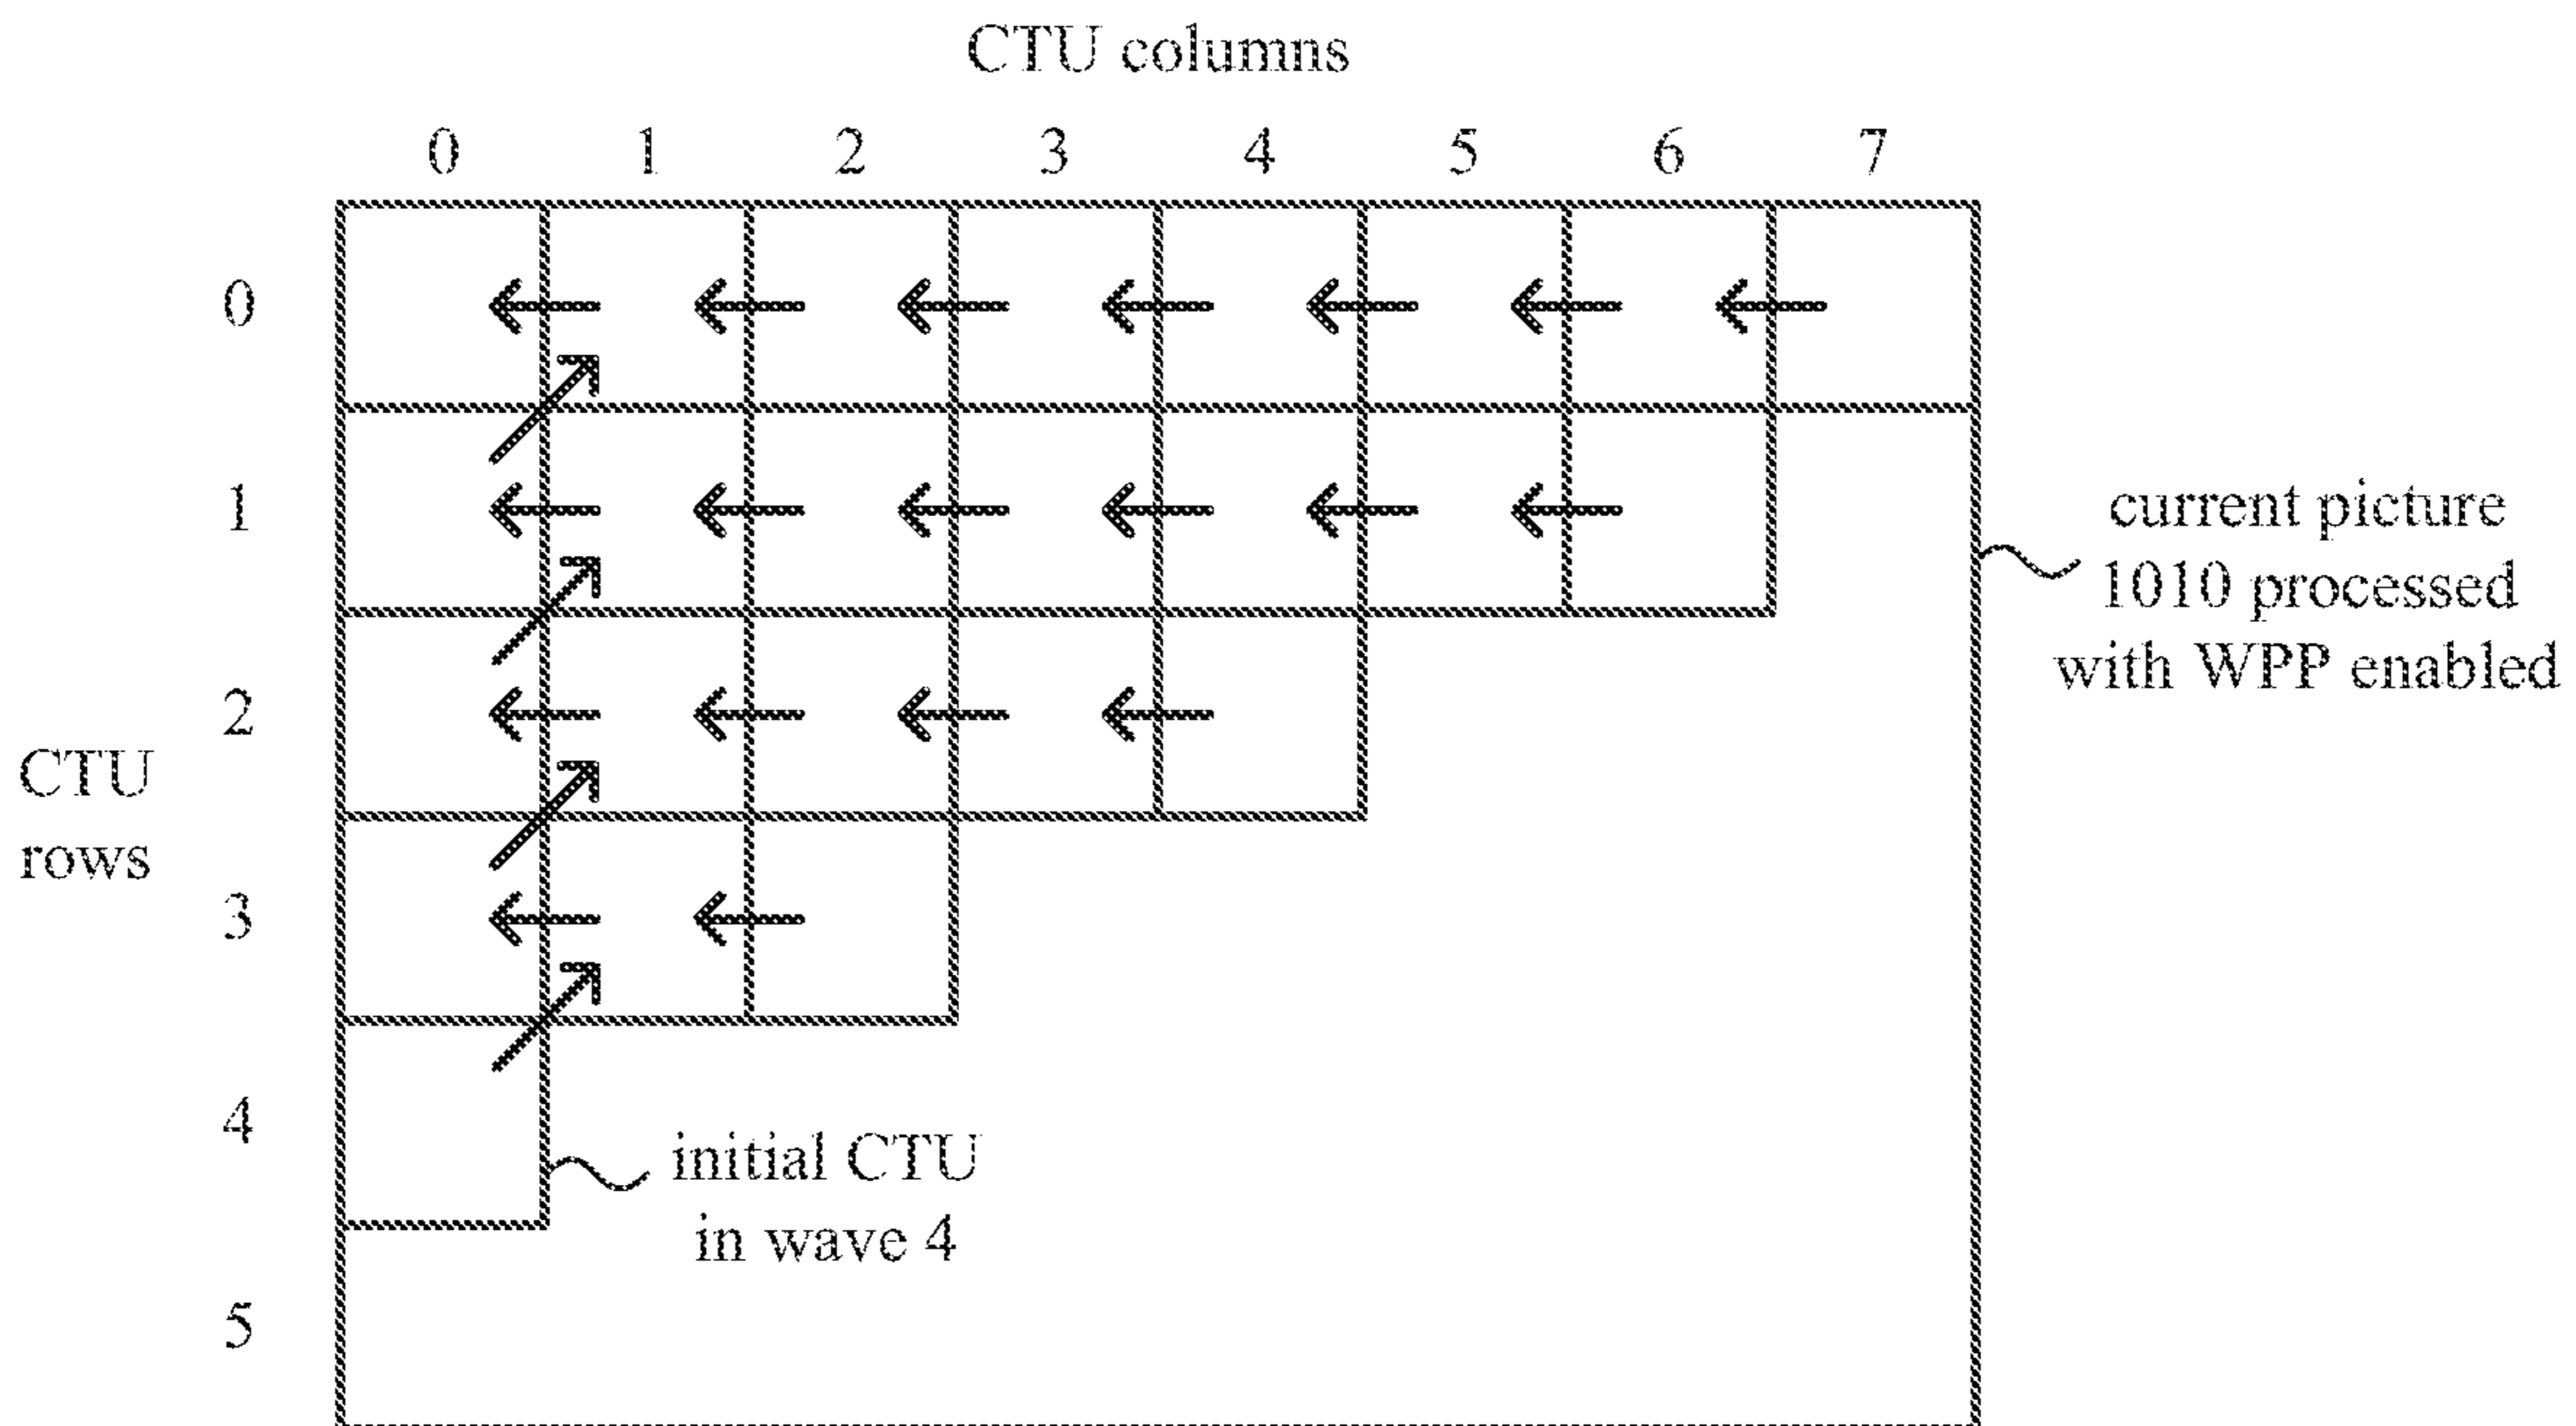 CTU columns
0 1 2 3 4 5 6 7
0
1
2
3
4
5
CTU
rows
current picture
1010 processed
with WPP enabled
initial CTU
in wave 4